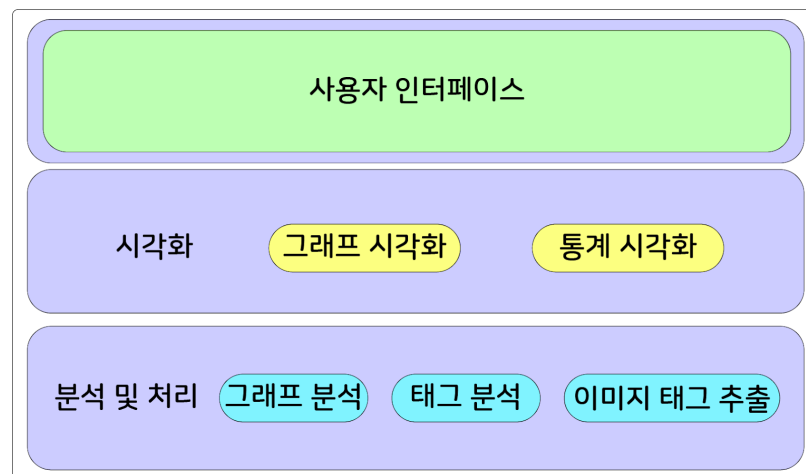 사용자 인터페이스
시각화 그래프 시각화 통계 시각화
분석 및 처리 그래프 분석 태그 분석 이미지 태그 추출